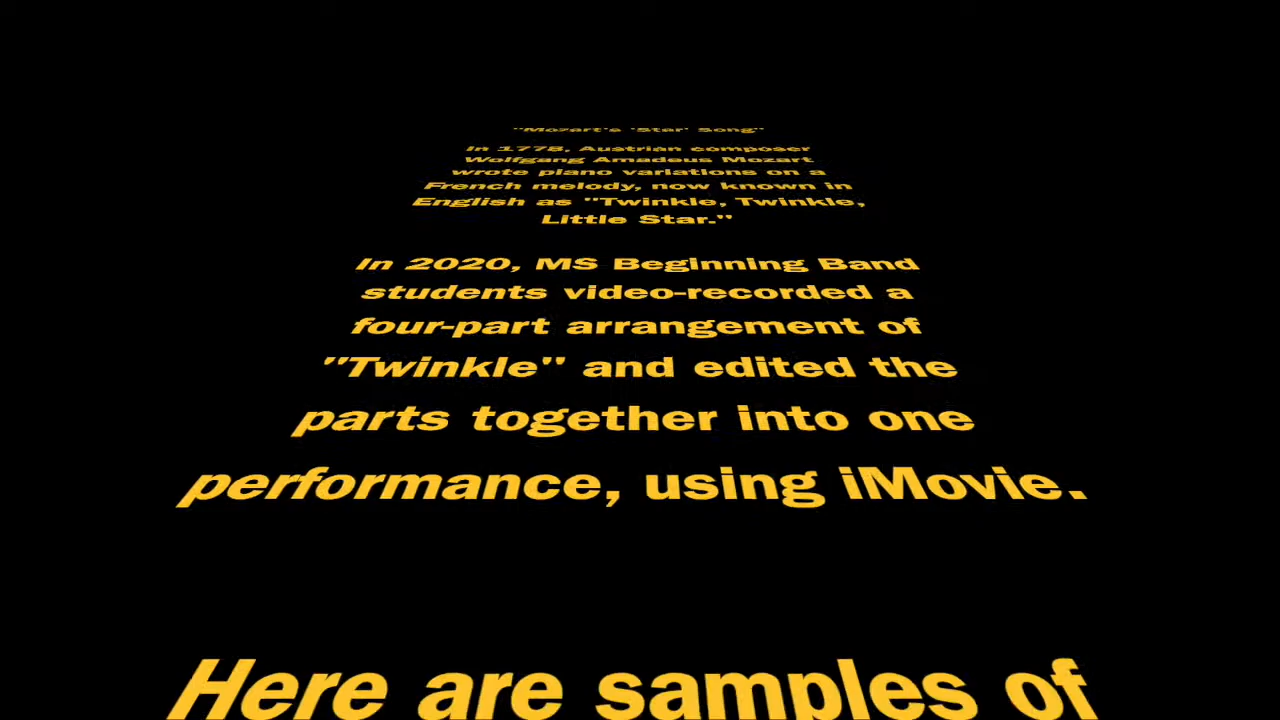 "Mozart's 'Star' Song"
In 1778, Austrian composer
Wolfgang Amadeus Mozart
wrote piano variations on a
French melody, now known in
English as "Twinkle, Twinkle,
Little Star."
In 2020, MS Beginning Band
students video-recorded a
four-part arrangement of
"Twinkle" and edited the
parts together into one
performance, using iMovie.
Here are samples of